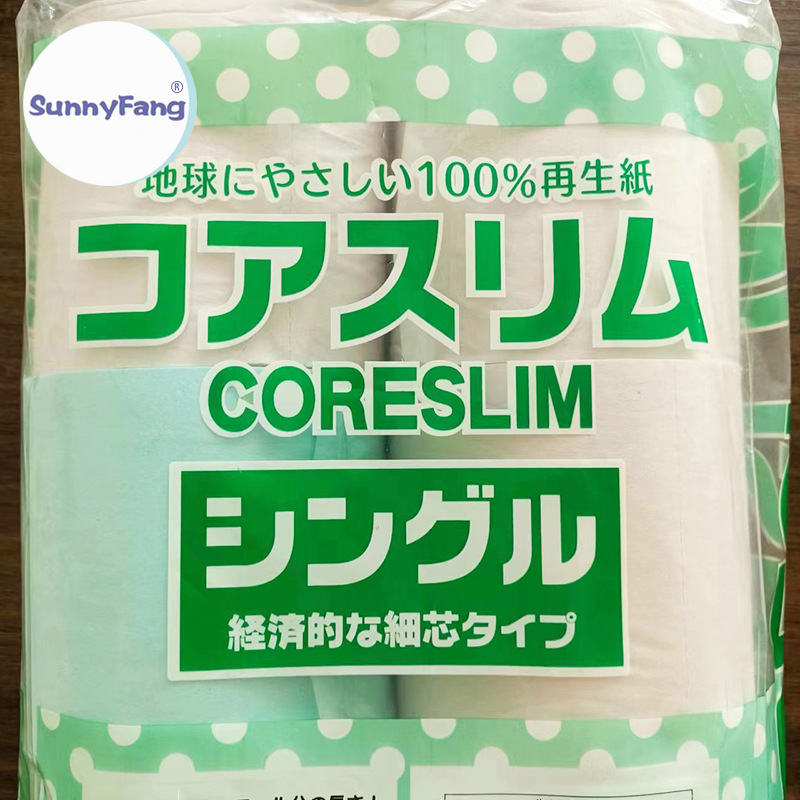 SunnyFang®
地球にやさしい100%再生紙
コアスリム
CORESLIM
シングル
経済的な細芯タイプ